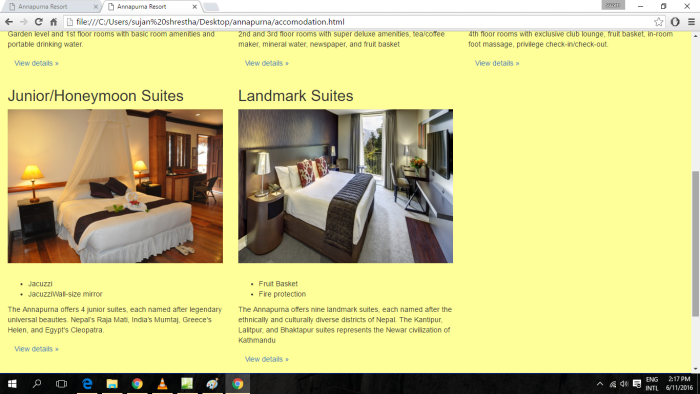 Annapurna Resort
Annapurna Resort
file:///C:/Users/sujan%20shrestha/Desktop/annapurna/accomodation.html
Garden level and 1st floor rooms with basic room amenities and
portable drinking water.
View details »
2nd and 3rd floor rooms with super deluxe amenities, tea/coffee
maker, mineral water, newspaper, and fruit basket
View details »
4th floor rooms with exclusive club lounge, fruit basket, in-room
foot massage, privilege check-in/check-out.
View details »
Junior/Honeymoon Suites
Jacuzzi
JacuzziWall-size mirror
The Annapurna offers 4 junior suites, each named after legendary
universal beauties. Nepal's Raja Mati, India's Mumtaj, Greece's
Helen, and Egypt's Cleopatra.
View details »
Landmark Suites
Fruit Basket
Fire protection
The Annapurna offers nine landmark suites, each named after the
ethnically and culturally diverse districts of Nepal. The Kantipur,
Lalitpur, and Bhaktapur suites represents the Newar civilization of
Kathmandu
View details »
ENG
INTL
2:17 PM
6/11/2016